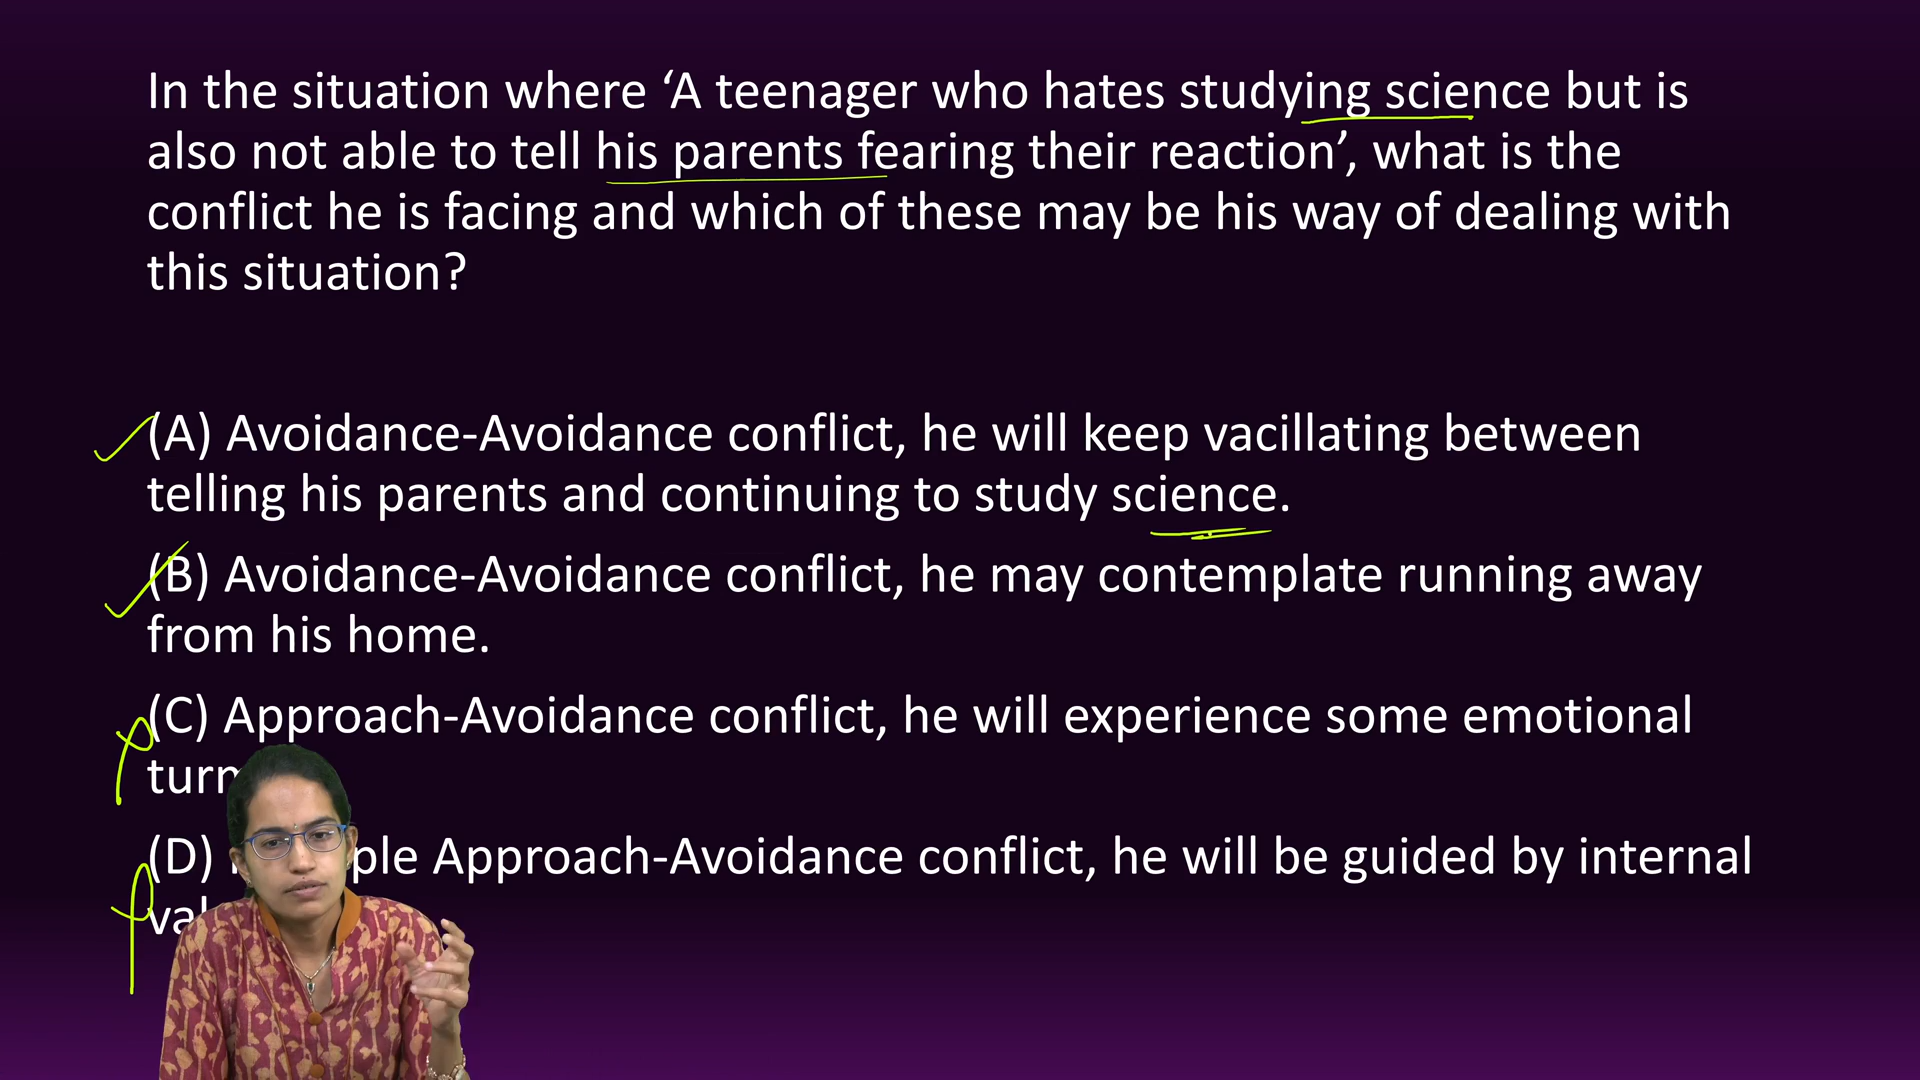 In the situation where ‘A teenager who hates studying science but is
also not able to tell his parents fearing their reaction’, what is the
conflict he is facing and which of these may be his way of dealing with
this situation?
(A) Avoidance-Avoidance conflict, he will keep vacillating between
telling his parents and continuing to study science.
(B) Avoidance-Avoidance conflict, he may contemplate running away
from his home.
(C) Approach-Avoidance conflict, he will experience some emotional
(D) Approach-Avoidance conflict, he will be guided by internal